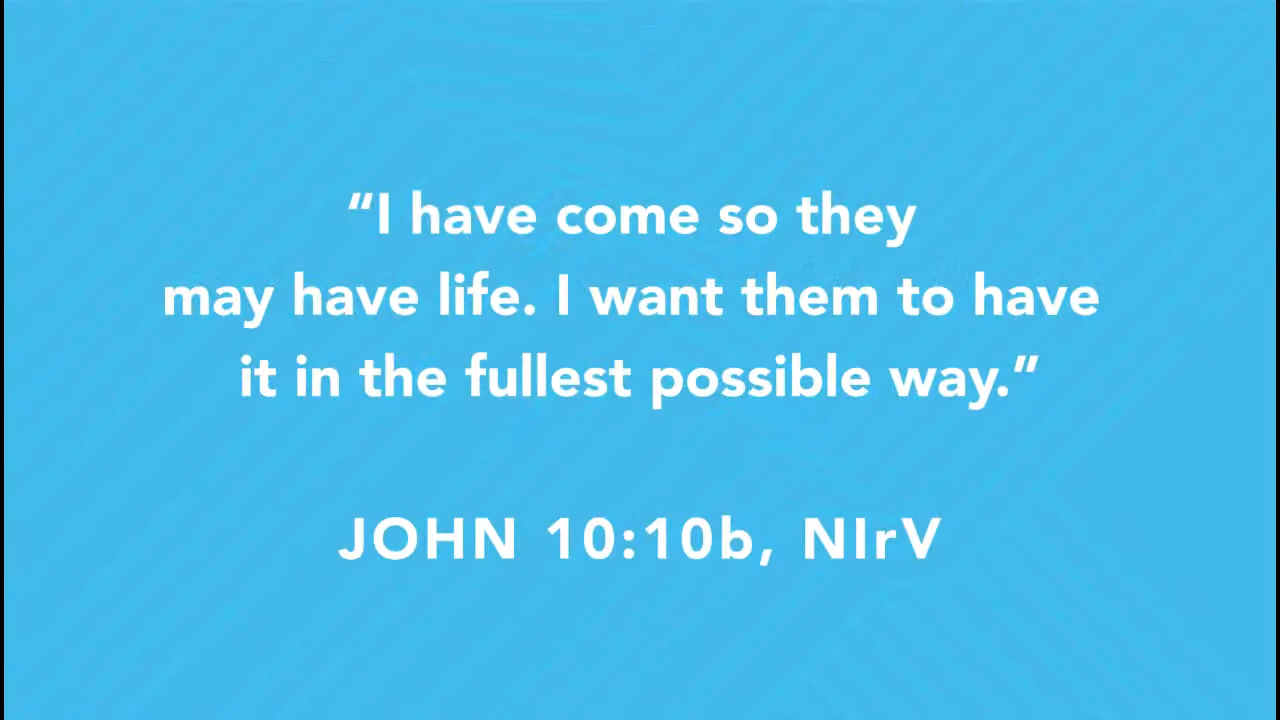 “I have come so they
may have life. I want them to have
it in the fullest possible way.”
JOHN 10:10b, NIrV